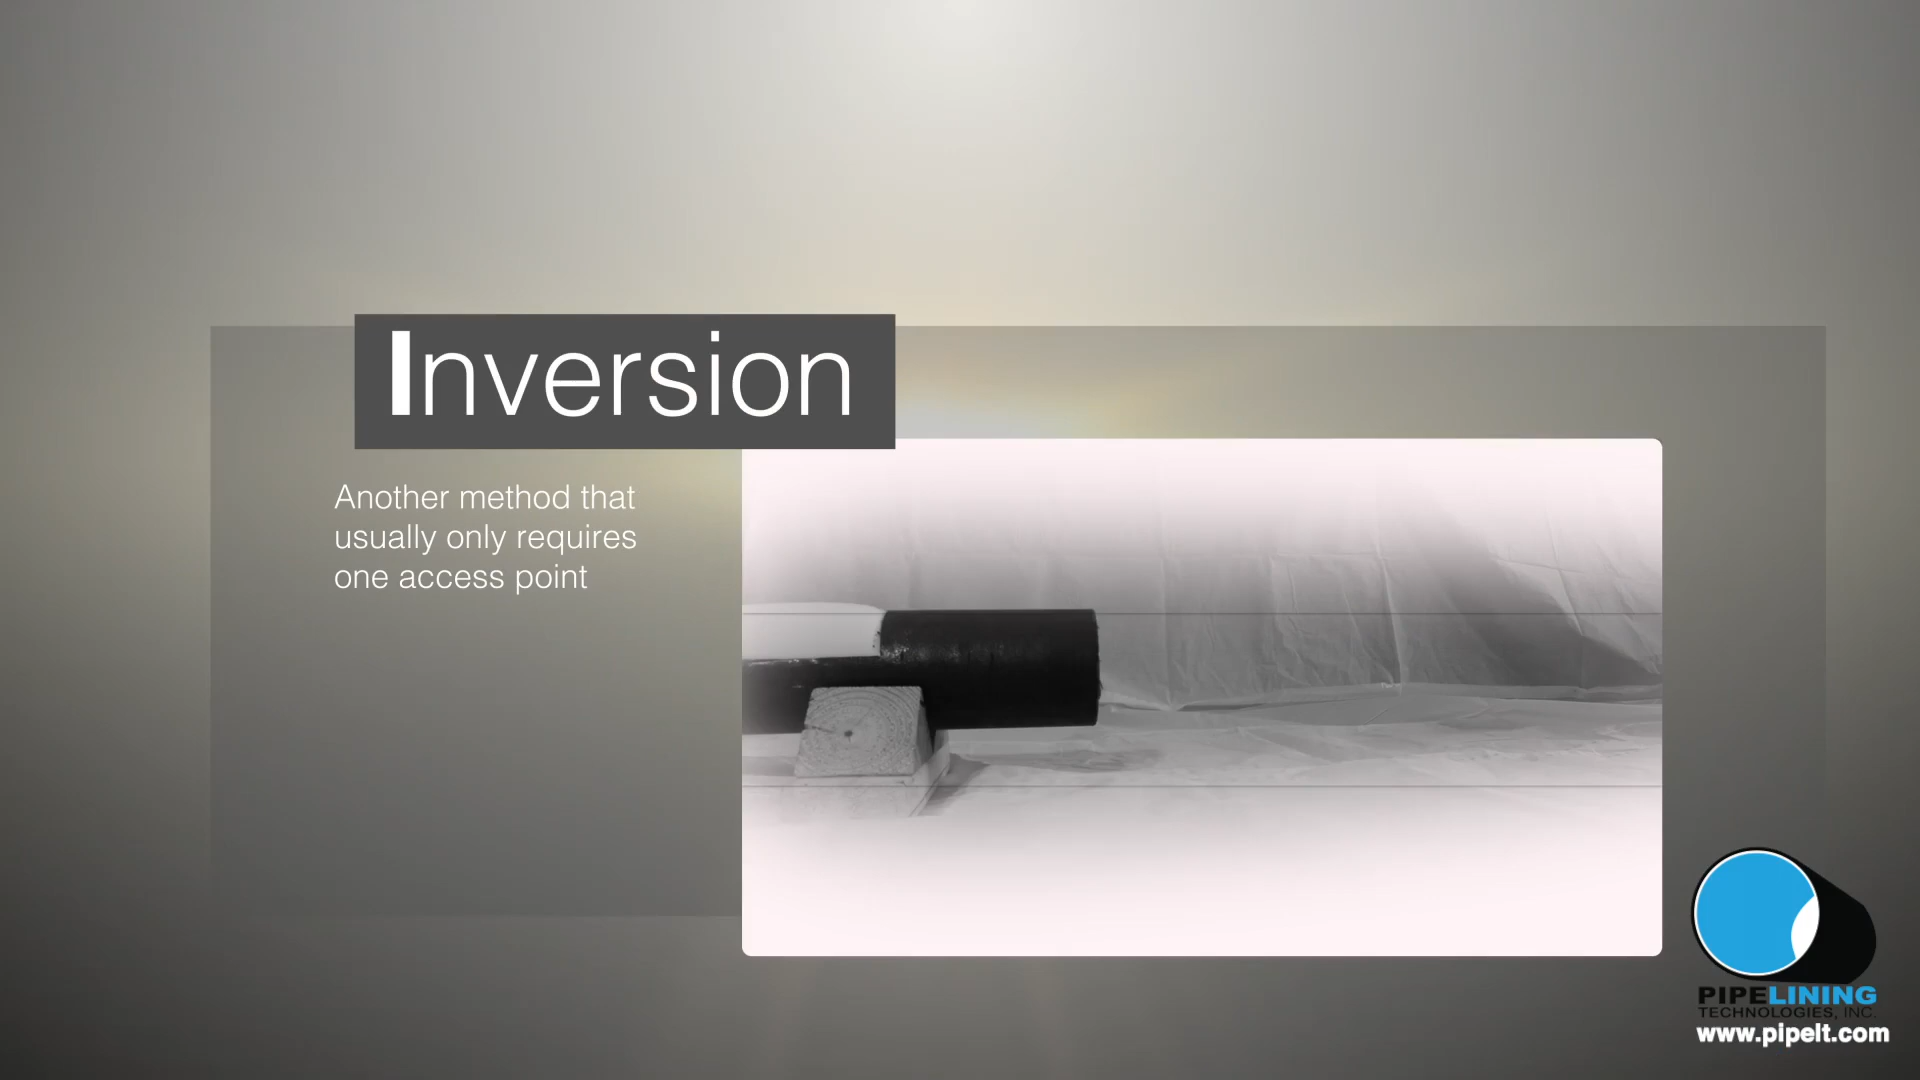 Inversion
Another method that
usually only requires
one access point
PIPELINING
TECHNOLOGIES, INC.
www.pipelt.com